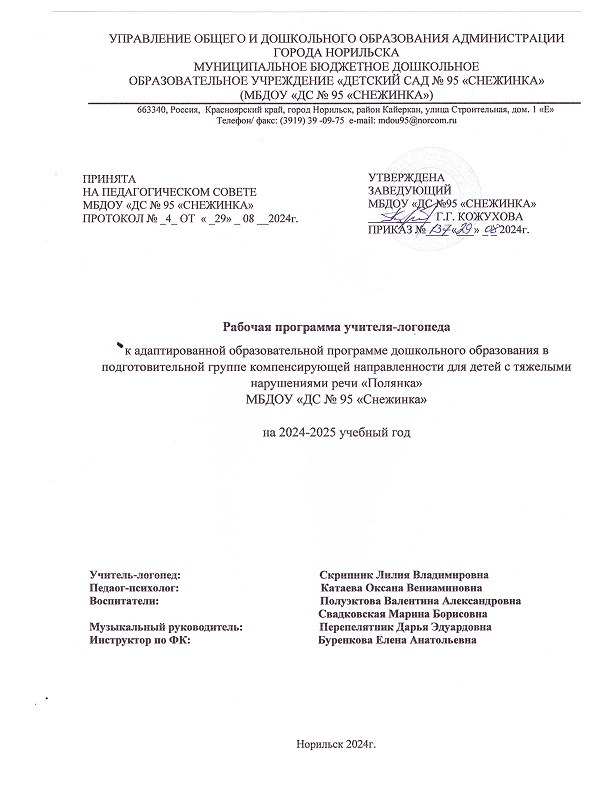 УПРАВЛЕНИЕ ОБЩЕГО И ДОШКОЛЬНОГО ОБРАЗОВАНИЯ АДМИНИСТРАЦИИ
ГОРОДА НОРИЛЬСКА
МУНИЦИПАЛЬНОЕ БЮДЖЕТНОЕ ДОШКОЛЬНОЕ
ОБРАЗОВАТЕЛЬНОЕ УЧРЕЖДЕНИЕ «ДЕТСКИЙ САД № 95 «СНЕЖИНКА»
(МБДОУ «ДС № 95 «СНЕЖИНКА»)
663340, Россия, Красноярский край, город Норильск, район Кайеркан, улица Строительная, дом. 1 «Е»
Телефон/ факс: (3919) 39 -09-75 e-mail: mdou95@norcom.ru
ПРИНЯТА
НА ПЕДАГОГИЧЕСКОМ СОВЕТЕ
МБДОУ «ДС № 95 «СНЕЖИНКА»
ПРОТОКОЛ № _4_ ОТ « _29» _ 08 __2024г.
УТВЕРЖДЕНА
ЗАВЕДУЮЩИЙ
МБДОУ «ДС №95 «СНЕЖИНКА»
Г.Г. КОЖУХОВА
ПРИКАЗ № 137 «29» 08 2024г.
Рабочая программа учителя-логопеда
к адаптированной образовательной программе дошкольного образования в
подготовительной группе компенсирующей направленности для детей с тяжелыми
нарушениями речи «Полянка»
МБДОУ «ДС № 95 «Снежинка»
на 2024-2025 учебный год
Учитель-логопед: Скрипник Лилия Владимировна
Педаог-психолог: Катаева Оксана Вениаминовна
Воспитатели: Полуэктова Валентина Александровна
Свадковская Марина Борисовна
Музыкальный руководитель: Перепелятник Дарья Эдуардовна
Инструктор по ФК: Буренкова Елена Анатольевна
Норильск 2024г.